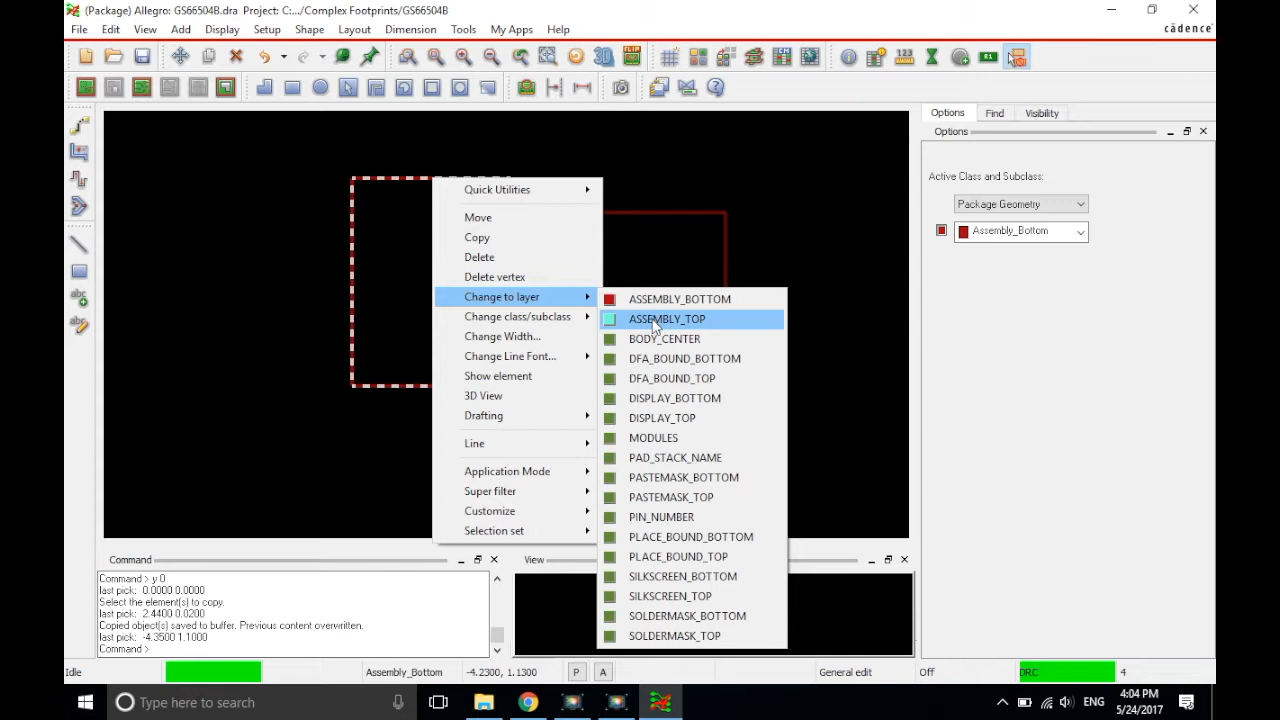 (Package) Allegro: GS66504B.dra Project: C:.../Complex Footprints/GS66504B
File Edit View Add Display Setup Shape Layout Dimension Tools My Apps Help
cādence
3D
FLIP
123
R1
Options Find Visibility
Options
Active Class and Subclass:
Package Geometry
Assembly_Bottom
abc
abc
Quick Utilities
Move
Copy
Delete
Delete vertex
Change to layer
Change class/subclass
Change Width...
Change Line Font...
Show element
3D View
Drafting
Line
Application Mode
Super filter
Customize
Selection set
ASSEMBLY_BOTTOM
ASSEMBLY_TOP
BODY_CENTER
DFA_BOUND_BOTTOM
DFA_BOUND_TOP
DISPLAY_BOTTOM
DISPLAY_TOP
MODULES
PAD_STACK_NAME
PASTEMASK_BOTTOM
PASTEMASK_TOP
PIN_NUMBER
PLACE_BOUND_BOTTOM
PLACE_BOUND_TOP
SILKSCREEN_BOTTOM
SILKSCREEN_TOP
SOLDERMASK_BOTTOM
SOLDERMASK_TOP
Command
View
Command > y 0
last pick: 0.0000 0.0000
Select the element(s) to copy.
last pick: 2.4400 0.0200
Copied object(s) saved to buffer. Previous content overwritten.
last pick: -4.3500 1.1000
Command >
Idle
Assembly_Bottom
-4.2300, 1.1300
P
A
General edit
Off
DRC
4
Type here to search
ENG
4:04 PM
5/24/2017